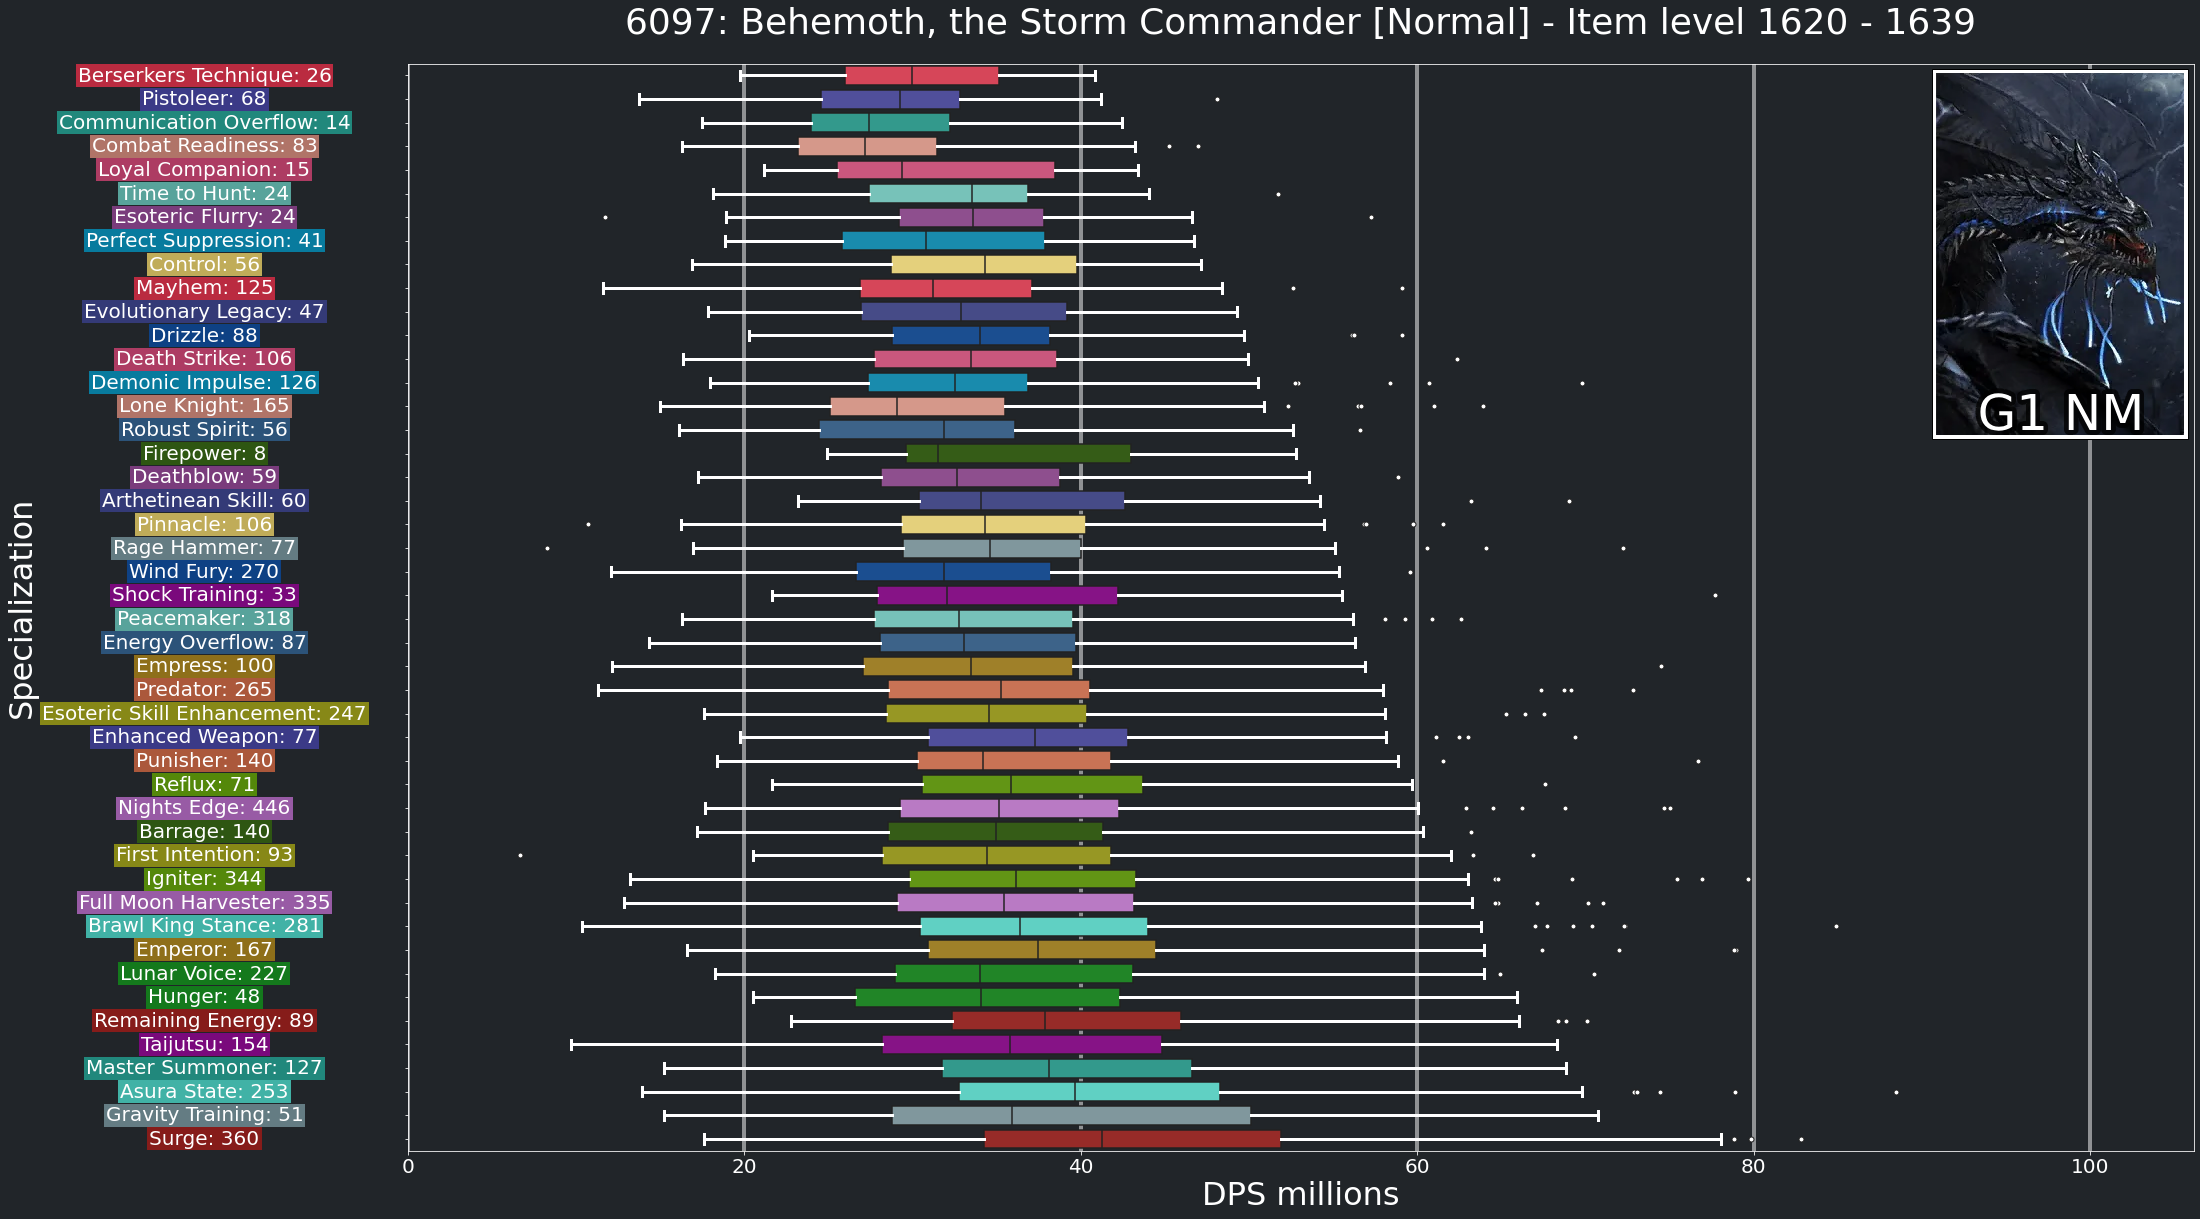 6097: Behemoth, the Storm Commander [Normal] - Item level 1620 - 1639
Berserkers Technique: 26
Pistoleer: 68
Communication Overflow: 14
Combat Readiness: 83
Loyal Companion: 15
Time to Hunt: 24
Esoteric Flurry: 24
Perfect Suppression: 41
Control: 56
Mayhem: 125
Evolutionary Legacy: 47
Drizzle: 88
Death Strike: 106
Demonic Impulse: 126
Lone Knight: 165
Robust Spirit: 56
Firepower: 8
Deathblow: 59
Arthetinean Skill: 60
Pinnacle: 106
Rage Hammer: 77
Wind Fury: 270
Shock Training: 33
Peacemaker: 318
Energy Overflow: 87
Empress: 100
Predator: 265
Esoteric Skill Enhancement: 247
Enhanced Weapon: 77
Punisher: 140
Reflux: 71
Nights Edge: 446
Barrage: 140
First Intention: 93
Igniter: 344
Full Moon Harvester: 335
Brawl King Stance: 281
Emperor: 167
Lunar Voice: 227
Hunger: 48
Remaining Energy: 89
Taijutsu: 154
Master Summoner: 127
Asura State: 253
Gravity Training: 51
Surge: 360
Specialization
G1 NM
0 20 40 60 80 100
DPS millions